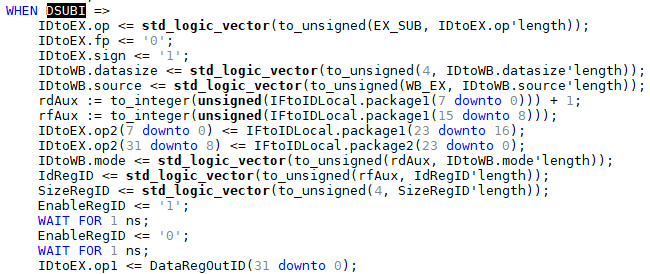 WHEN DSUBI =>
IDtoEX.op <= std_logic_vector(to_unsigned(EX_SUB, IDtoEX.op'length));
IDtoEX.fp <= '0';
IDtoEX.sign <= '1';
IDtoWB.datasize <= std_logic_vector(to_unsigned(4, IDtoWB.datasize'length));
IDtoWB.source <= std_logic_vector(to_unsigned(WB_EX, IDtoWB.source'length));
rdAux := to_integer(unsigned(IFtoIDLocal.package1(7 downto 0))) + 1;
rfAux := to_integer(unsigned(IFtoIDLocal.package1(15 downto 8)));
IDtoEX.op2(7 downto 0) <= IFtoIDLocal.package1(23 downto 16);
IDtoEX.op2(31 downto 8) <= IFtoIDLocal.package2(23 downto 0);
IDtoWB.mode <= std_logic_vector(to_unsigned(rdAux, IDtoWB.mode'length));
IdRegID <= std_logic_vector(to_unsigned(rfAux, IdRegID'length));
SizeRegID <= std_logic_vector(to_unsigned(4, SizeRegID'length));
EnableRegID <= '1';
WAIT FOR 1 ns;
EnableRegID <= '0';
WAIT FOR 1 ns;
IDtoEX.op1 <= DataRegOutID(31 downto 0);